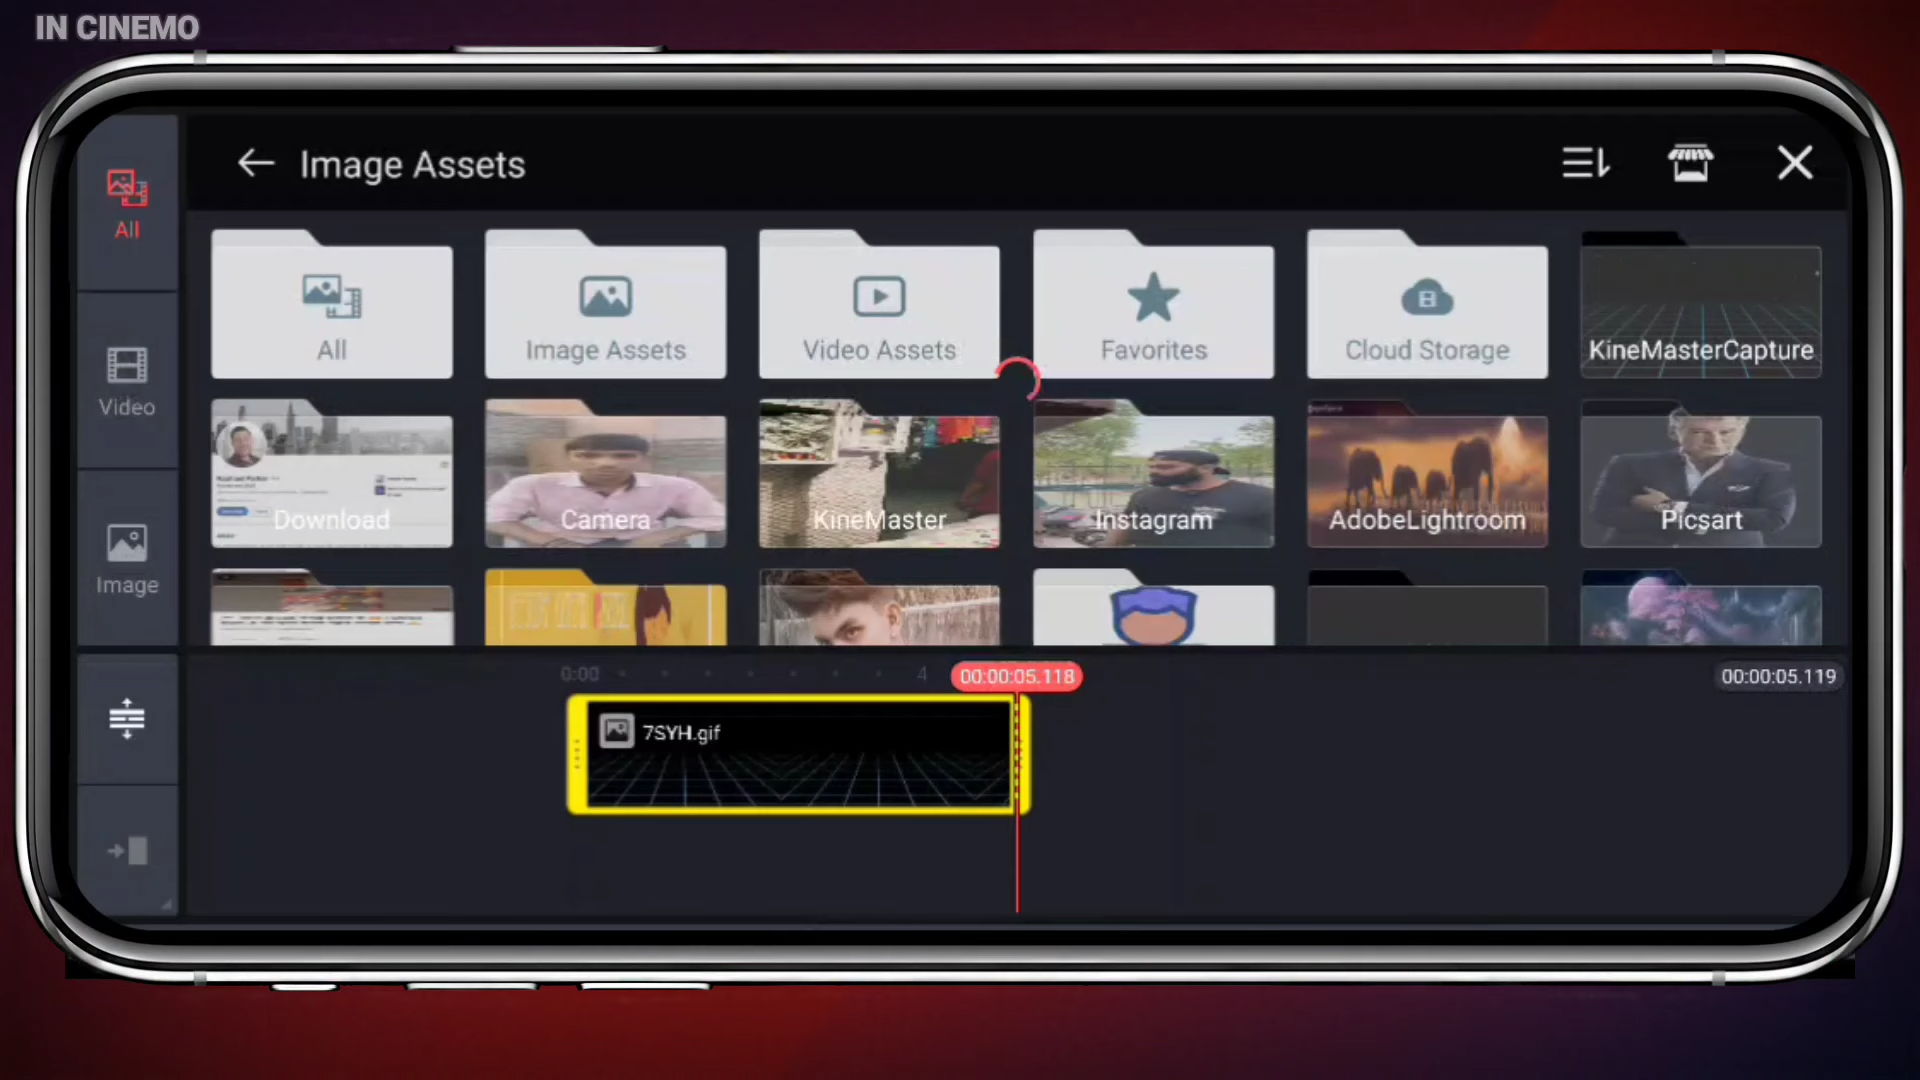 IN CINEMO
Image Assets
All
All
Image Assets
Video Assets
Favorites
Cloud Storage
KineMasterCapture
Video
Download
Camera
KineMaster
Instagram
AdobeLightroom
Picsart
Image
0:00
4
00:00:05.118
00:00:05.119
7SYH.gif